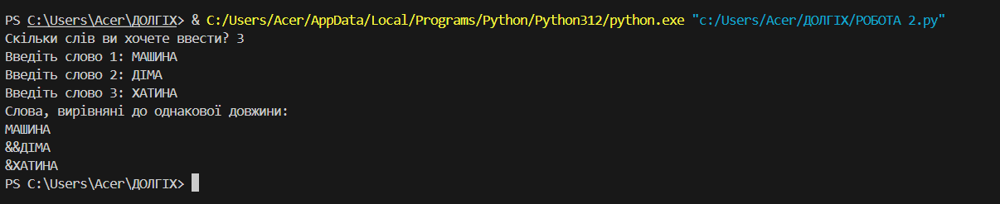 PS C:\Users\Acer\ДОЛГІХ> & C:/Users/Acer/AppData/Local/Programs/Python/Python312/python.exe "c:/Users/Acer/ДОЛГІХ/РОБОТА 2.py"
Скільки слів ви хочете ввести? 3
Введіть слово 1: МАШИНА
Введіть слово 2: ДІМА
Введіть слово 3: ХАТИНА
Слова, вирівняні до однакової довжини:
МАШИНА
&&ДІМА
&ХАТИНА
PS C:\Users\Acer\ДОЛГІХ>